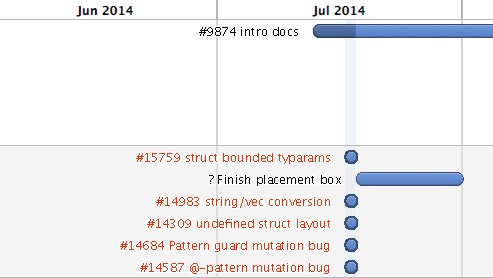 Jun 2014 Jul 2014
#9874 intro docs
#15759 struct bounded typarams
? Finish placement box
#14983 string/vec conversion
#14309 undefined struct layout
#14684 Pattern guard mutation bug
#14587 @-pattern mutation bug